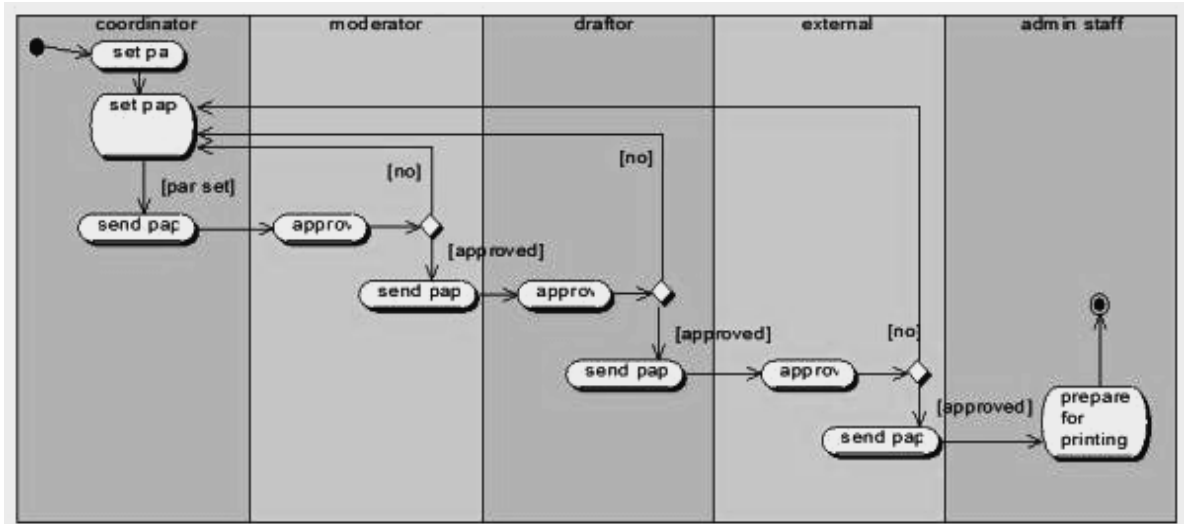 coordinator
moderator
draftor
external
admin staff
set pa
set pap
[no]
[no]
[par set]
send pap
approv
[approved]
send pap
approv
[approved]
[no]
send pap
approv
[approved]
send pap
prepare
for
printing